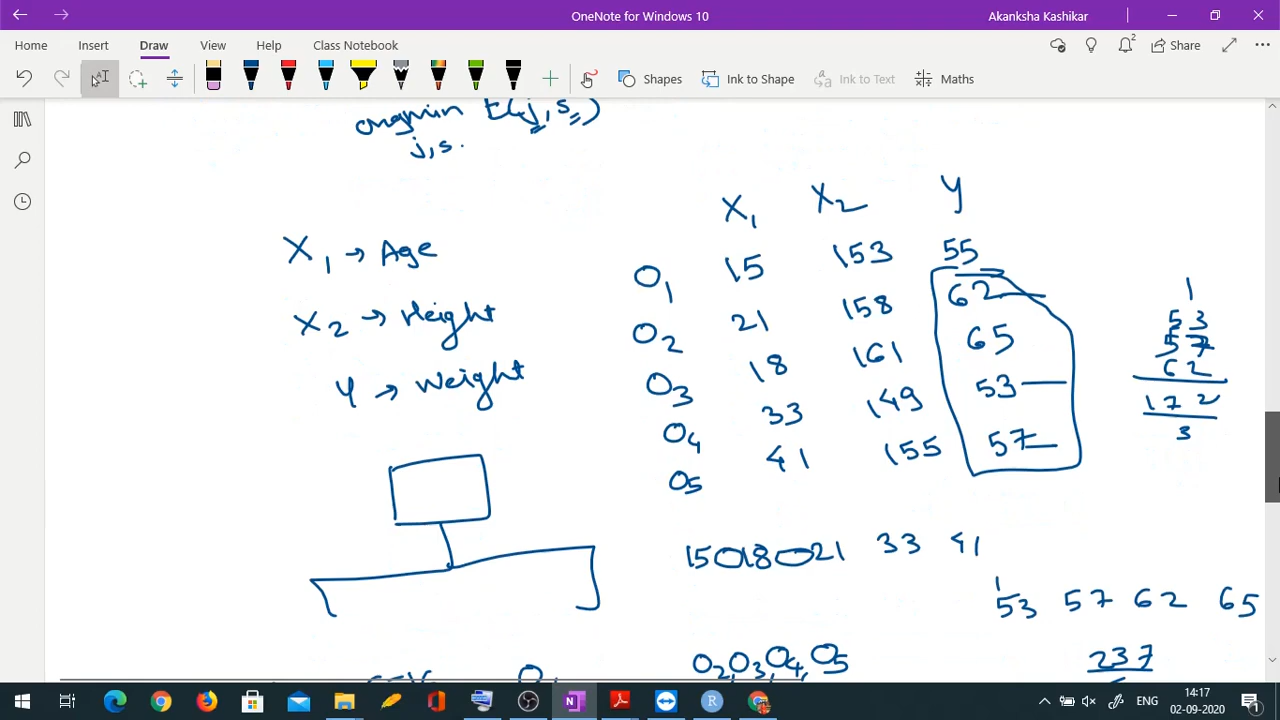 OneNote for Windows 10
Akanksha Kashikar
Home Insert Draw View Help Class Notebook
Share
Shapes Ink to Shape Ink to Text Maths
argmin t(j, s)
j,s.
X1 X2 Y
X1 → Age
X2 → Height
Y → Weight
O1 15 153 55
O2 21 158 62
O3 18 161 65
O4 33 149 53
O5 41 155 57
1
53
57
62
172
3
15 18 21 33 41
1
53 57 62 65
O2, O3, O4, O5
237
ENG
14:17
02-09-2020